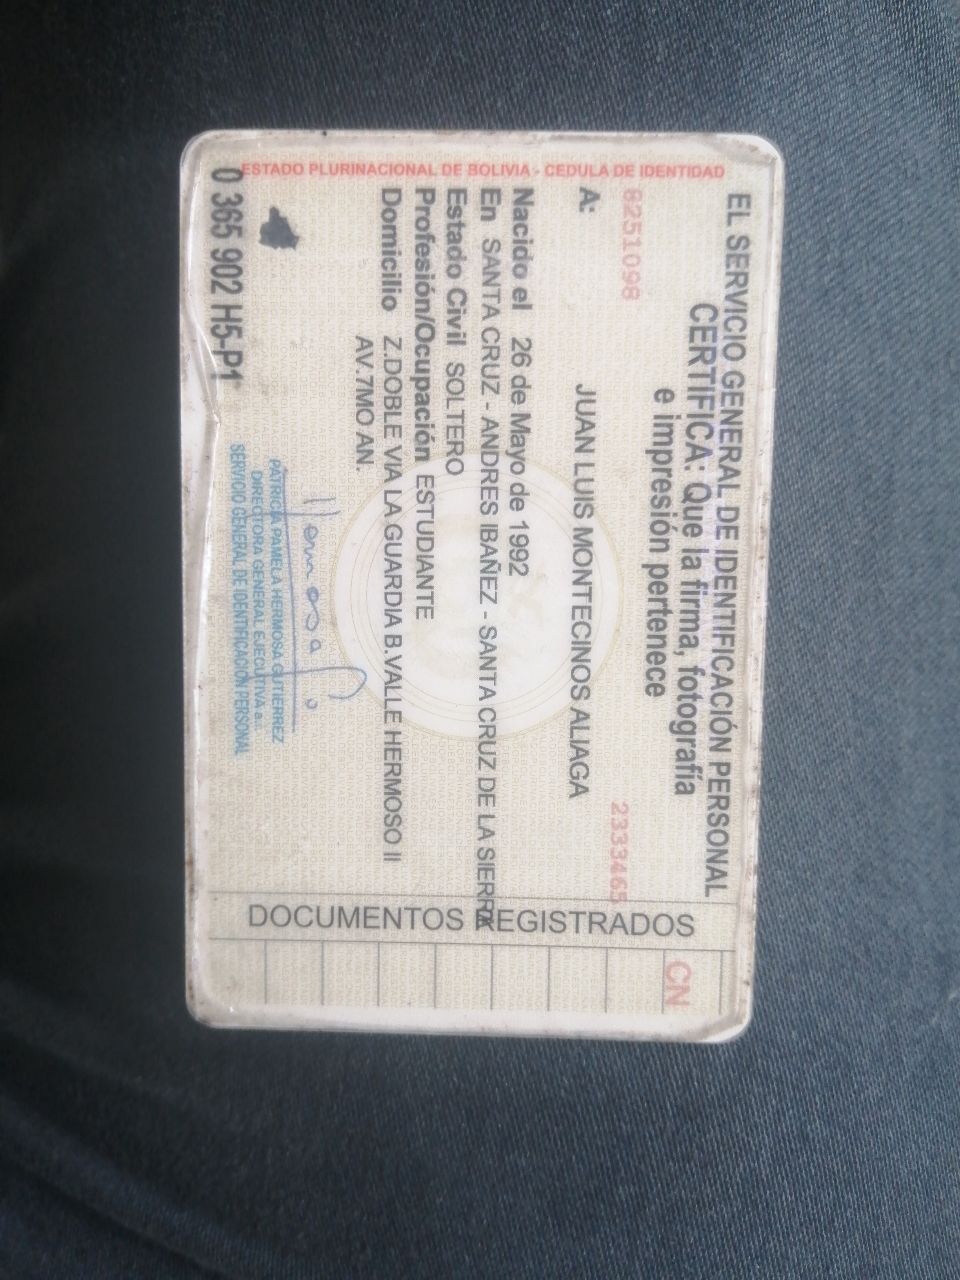 ESTADO PLURINACIONAL DE BOLIVIA - CEDULA DE IDENTIDAD
EL SERVICIO GENERAL DE IDENTIFICACIÓN PERSONAL
CERTIFICA: Que la firma, fotografía
e impresión pertenece
8251098
2333465
A: JUAN LUIS MONTECINOS ALIAGA
Nacido el 26 de Mayo de 1992
En SANTA CRUZ - ANDRES IBAÑEZ - SANTA CRUZ DE LA SIERRA
Estado Civil SOLTERO
Profesión/Ocupación ESTUDIANTE
Domicilio Z.DOBLE VIA LA GUARDIA B.VALLE HERMOSO II
AV.7MO AN.
PATRICIA PAMELA HERMOSA GUTIERREZ
DIRECTORA GENERAL EJECUTIVA a.i.
SERVICIO GENERAL DE IDENTIFICACIÓN PERSONAL
0 365 902 H5-P1
DOCUMENTOS REGISTRADOS
CN